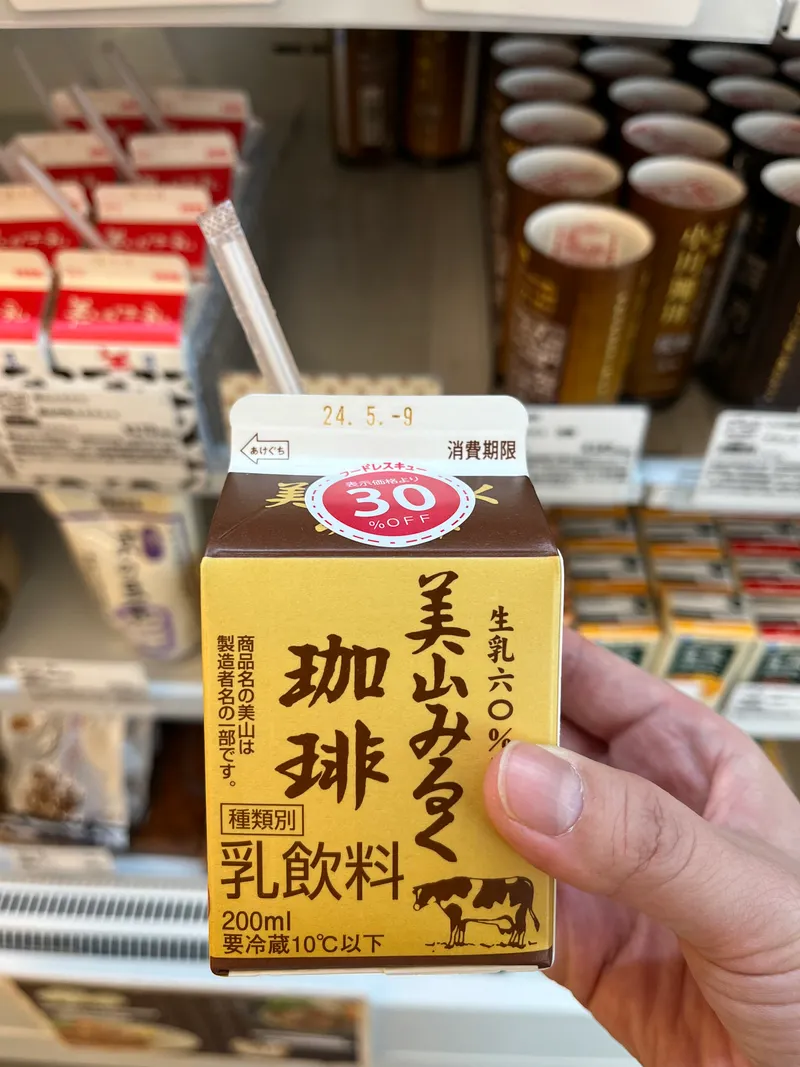 24. 5. -9
あけぐち
消費期限
フードレスキュー
表示価格より
30
%OFF
美
生乳六〇%
美山みるく
珈琲
商品名の美山は
製造者名の一部です。
種類別
乳飲料
200ml
要冷蔵10℃以下